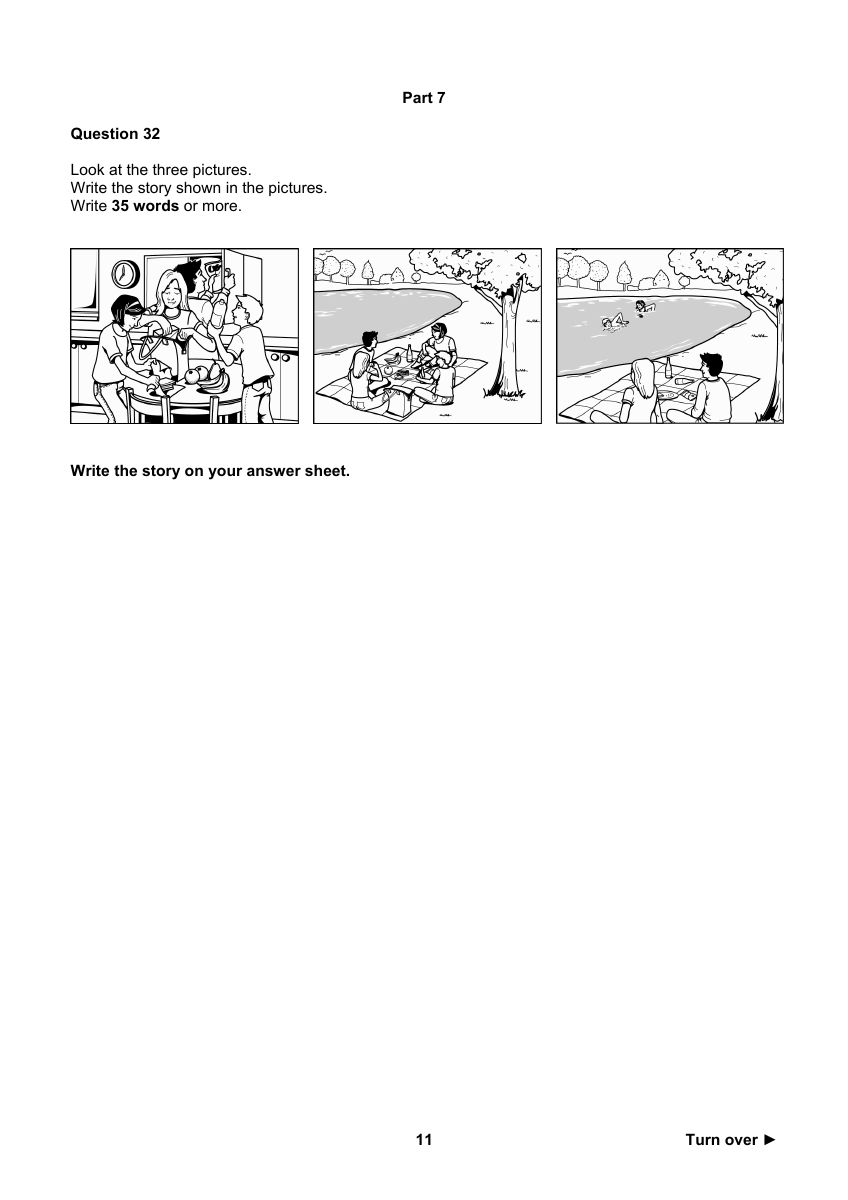 Part 7
Question 32
Look at the three pictures.
Write the story shown in the pictures.
Write 35 words or more.
Write the story on your answer sheet.
11
Turn over ►